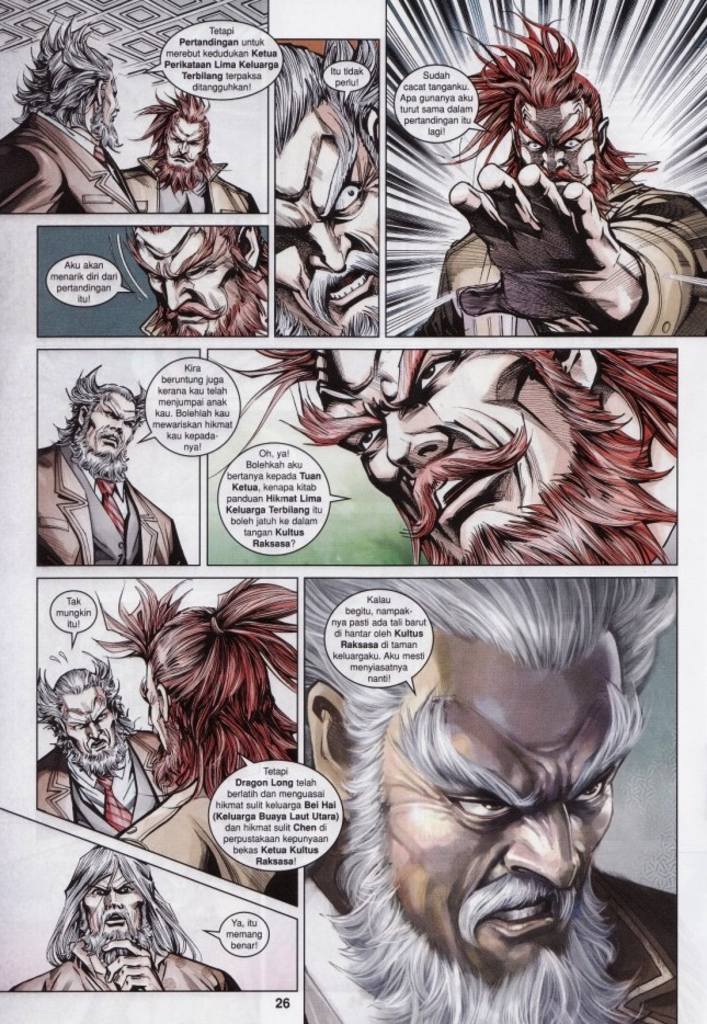 Tetapi
Pertandingan untuk
merebut kedudukan Ketua
Perikataan Lima Keluarga
Terbilang terpaksa
ditangguhkan!
Itu tidak
perlu!
Sudah
cacat tanganku.
Apa gunanya aku
turut sama dalam
pertandingan itu
lagi!
Aku akan
menarik diri dari
pertandingan
itu!
Kira
beruntung juga
kerana kau telah
menjumpai anak
kau. Bolehlah kau
mewariskan hikmat
kau kepada-
nya!
Oh, ya!
Bolehkah aku
bertanya kepada Tuan
Ketua, kenapa kitab
panduan Hikmat Lima
Keluarga Terbilang itu
boleh jatuh ke dalam
tangan Kultus
Raksasa?
Tak
mungkin
itu!
Tetapi
Dragon Long telah
berlatih dan menguasai
hikmat sulit keluarga Bei Hai
(Keluarga Buaya Laut Utara)
dan hikmat sulit Chen di
perpustakaan kepunyaan
bekas Ketua Kultus
Raksasa!
Kalau
begitu, nampak-
nya pasti ada tali barut
di hantar oleh Kultus
Raksasa di taman
keluargaku. Aku mesti
menyiasatnya
nanti!
Ya, itu
memang
benar!
26